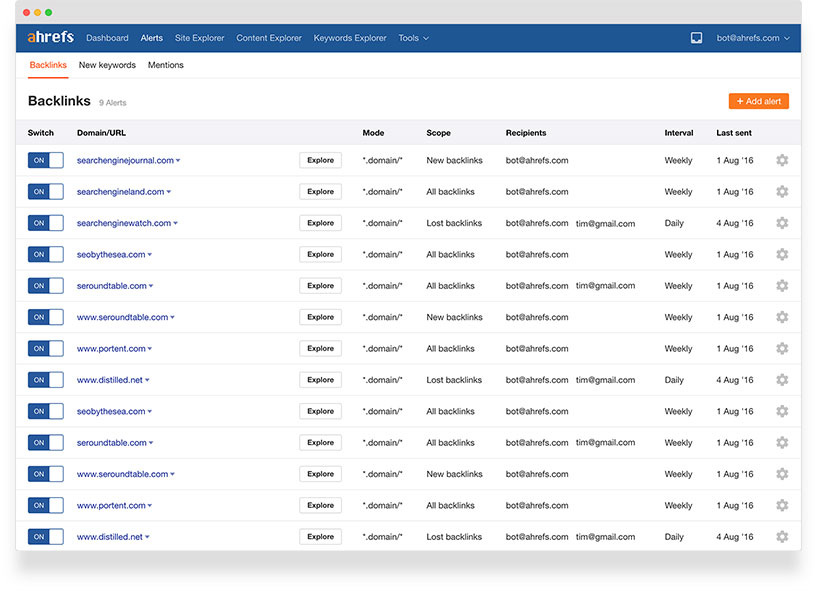 ahrefs Dashboard Alerts Site Explorer Content Explorer Keywords Explorer Tools bot@ahrefs.com
Backlinks New keywords Mentions
Backlinks 9 Alerts + Add alert
Switch Domain/URL Mode Scope Recipients Interval Last sent
ON searchenginejournal.com Explore *.domain/* New backlinks bot@ahrefs.com Weekly 1 Aug '16
ON searchengineland.com Explore *.domain/* All backlinks bot@ahrefs.com Weekly 1 Aug '16
ON searchenginewatch.com Explore *.domain/* Lost backlinks bot@ahrefs.com tim@gmail.com Daily 4 Aug '16
ON seobythesea.com Explore *.domain/* All backlinks bot@ahrefs.com Weekly 1 Aug '16
ON seroundtable.com Explore *.domain/* All backlinks bot@ahrefs.com tim@gmail.com Weekly 1 Aug '16
ON www.seroundtable.com Explore *.domain/* New backlinks bot@ahrefs.com Weekly 1 Aug '16
ON www.portent.com Explore *.domain/* All backlinks bot@ahrefs.com Weekly 1 Aug '16
ON www.distilled.net Explore *.domain/* Lost backlinks bot@ahrefs.com tim@gmail.com Daily 4 Aug '16
ON seobythesea.com Explore *.domain/* All backlinks bot@ahrefs.com Weekly 1 Aug '16
ON seroundtable.com Explore *.domain/* All backlinks bot@ahrefs.com tim@gmail.com Weekly 1 Aug '16
ON www.seroundtable.com Explore *.domain/* New backlinks bot@ahrefs.com Weekly 1 Aug '16
ON www.portent.com Explore *.domain/* All backlinks bot@ahrefs.com Weekly 1 Aug '16
ON www.distilled.net Explore *.domain/* Lost backlinks bot@ahrefs.com tim@gmail.com Daily 4 Aug '16